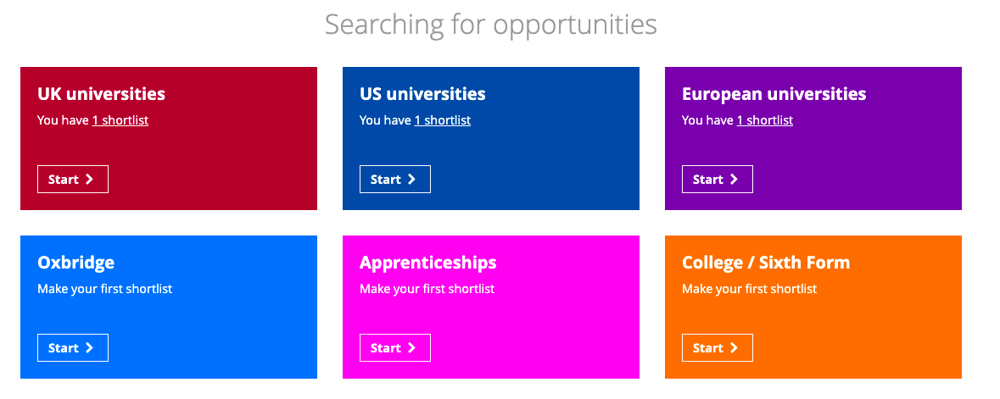 Searching for opportunities
UK universities
You have 1 shortlist
Start
US universities
You have 1 shortlist
Start
European universities
You have 1 shortlist
Start
Oxbridge
Make your first shortlist
Start
Apprenticeships
Make your first shortlist
Start
College / Sixth Form
Make your first shortlist
Start